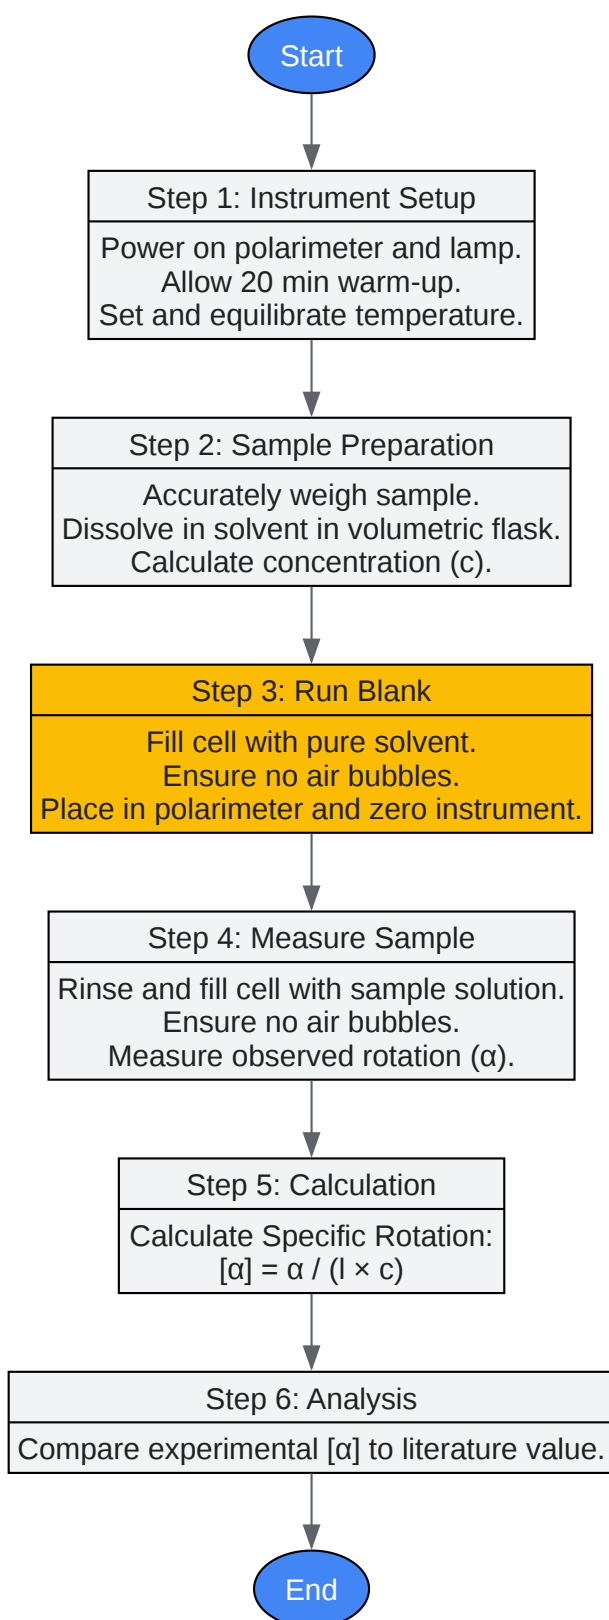 Start
Step 1: Instrument Setup
Power on polarimeter and lamp.
Allow 20 min warm-up.
Set and equilibrate temperature.
Step 2: Sample Preparation
Accurately weigh sample.
Dissolve in solvent in volumetric flask.
Calculate concentration (c).
Step 3: Run Blank
Fill cell with pure solvent.
Ensure no air bubbles.
Place in polarimeter and zero instrument.
Step 4: Measure Sample
Rinse and fill cell with sample solution.
Ensure no air bubbles.
Measure observed rotation (α).
Step 5: Calculation
Calculate Specific Rotation:
[α] = α / (l × c)
Step 6: Analysis
Compare experimental [α] to literature value.
End